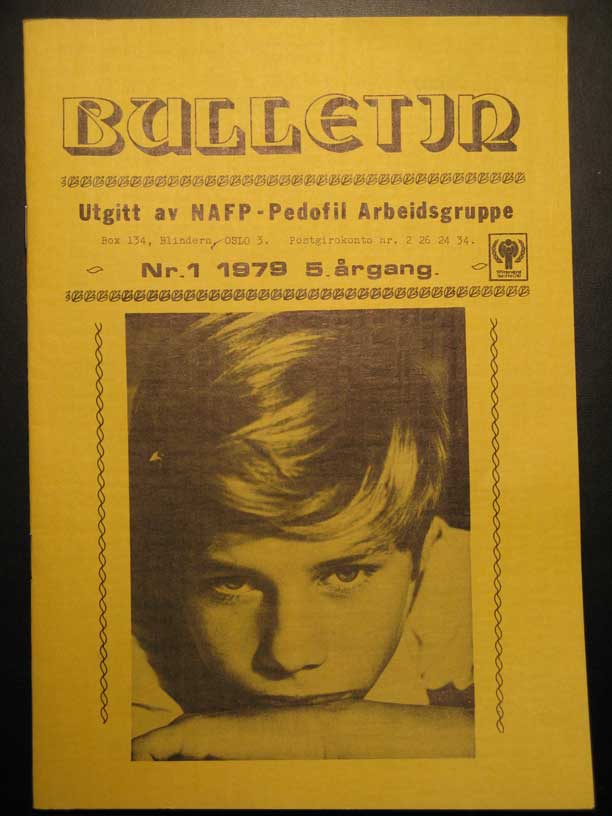 BULLETIN
Utgitt av NAFP-Pedofil Arbeidsgruppe
Box 134, Blindern, OSLO 3. Postgirokonto nr. 2 26 24 34.
Nr.1 1979 5. årgang.